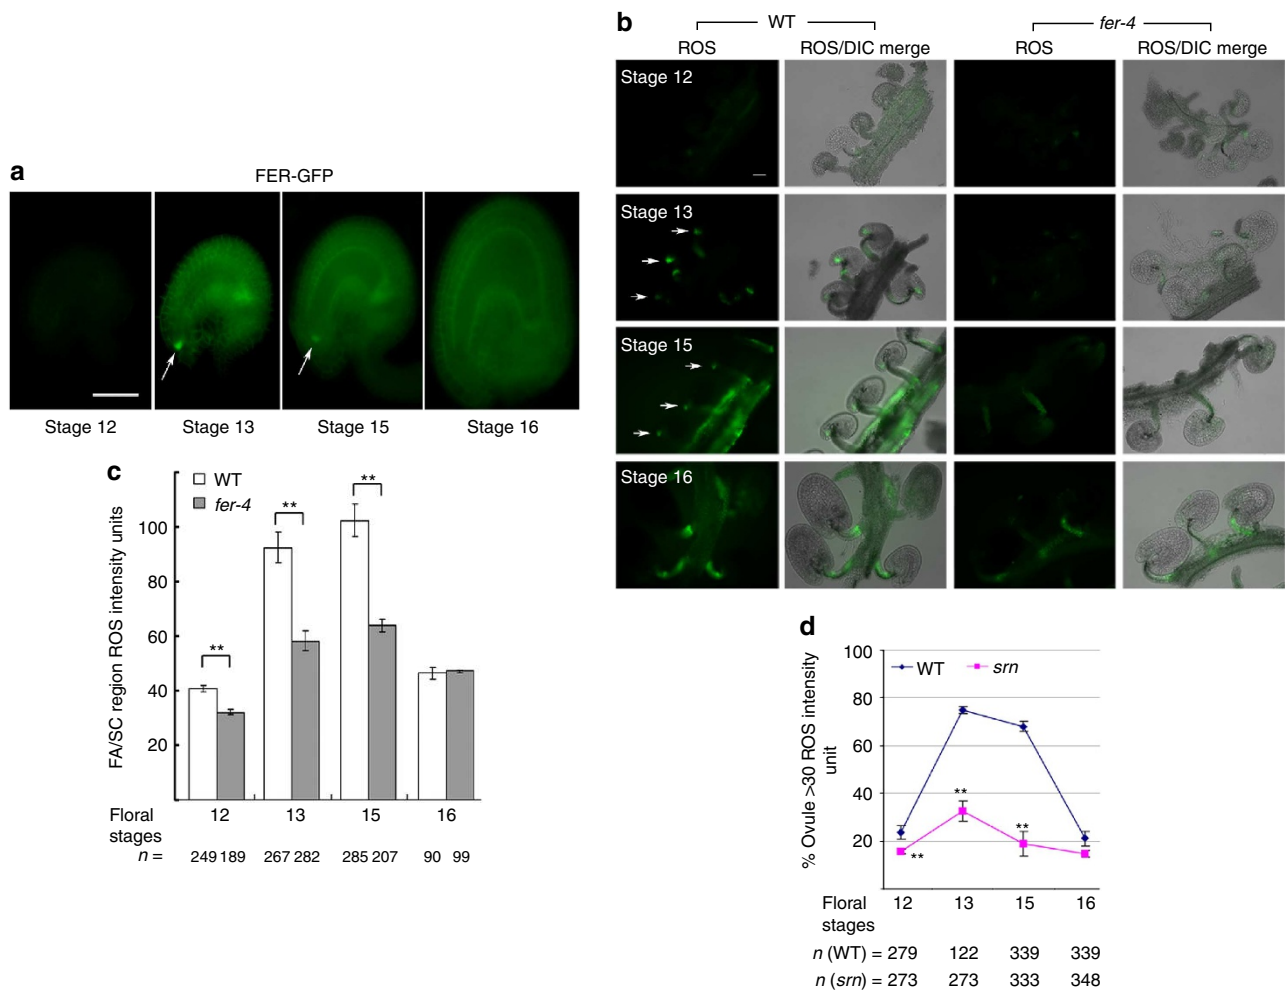 a
FER-GFP
Stage 12
Stage 13
Stage 15
Stage 16
b
WT
fer-4
ROS
ROS/DIC merge
ROS
ROS/DIC merge
Stage 12
Stage 13
Stage 15
Stage 16
c
WT
fer-4
FA/SC region ROS intensity units
100
80
60
40
20
**
**
**
Floral stages
12
13
15
16
n =
249 189
267 282
285 207
90 99
d
WT
srn
% Ovule >30 ROS intensity unit
100
80
60
40
20
**
**
**
Floral stages
12
13
15
16
n (WT) = 279 122 339 339
n (srn) = 273 273 333 348